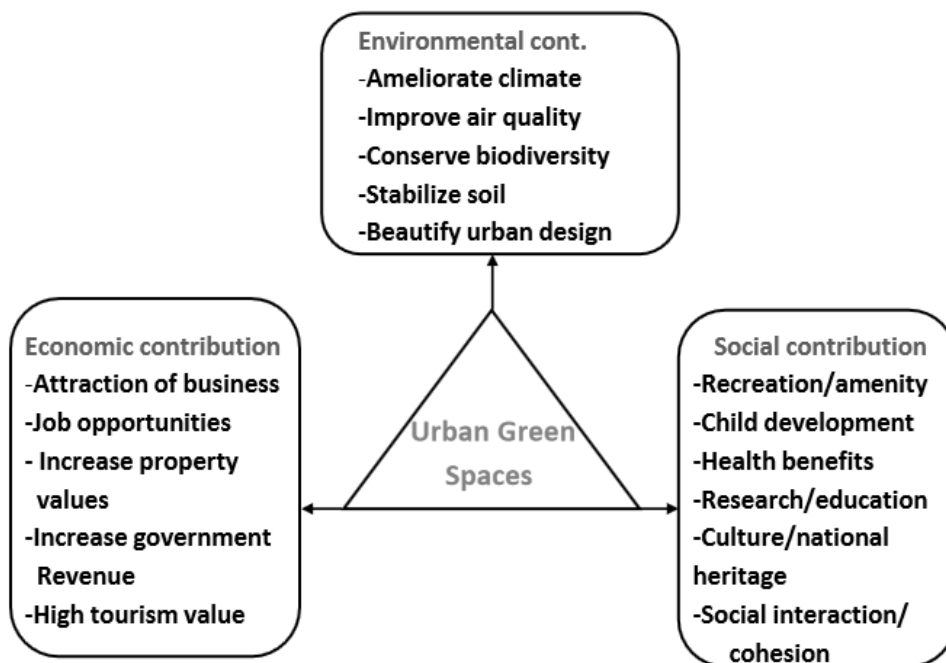 Environmental cont.
-Ameliorate climate
-Improve air quality
-Conserve biodiversity
-Stabilize soil
-Beautify urban design
Economic contribution
-Attraction of business
-Job opportunities
- Increase property
values
-Increase government
Revenue
-High tourism value
Urban Green
Spaces
Social contribution
-Recreation/amenity
-Child development
-Health benefits
-Research/education
-Culture/national
heritage
-Social interaction/
cohesion